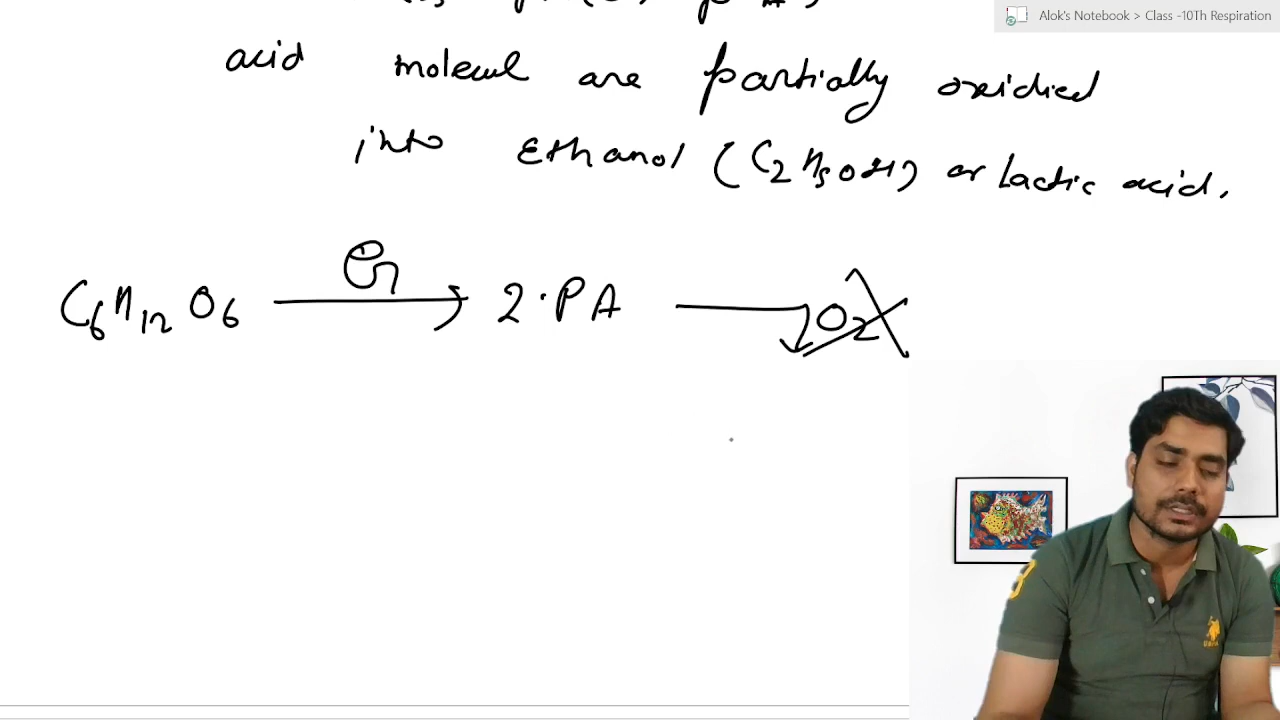 Alok's Notebook > Class -10Th Respiration
acid molecul are partially oxidied
into Ethanol (C2H5OH) or Lactic acid.
C6H12O6 → 2·PA → O2